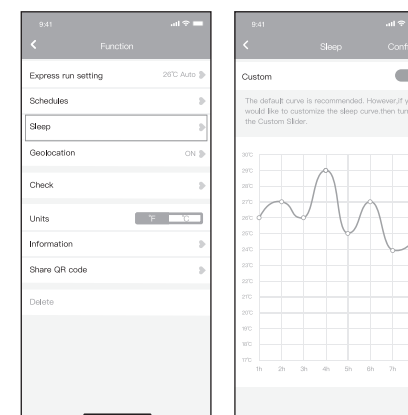 9:41
Function
Express run setting 26℃ Auto
Schedules
Sleep
Geolocation ON
Check
Units ℉ ℃
Information
Share QR code
Delete
9:41
Sleep Conf
Custom
The default curve is recommended. However,if y
would like to customize the sleep curve,then tur
the Custom Slider.
30℃
29℃
28℃
27℃
26℃
25℃
24℃
23℃
22℃
21℃
20℃
19℃
18℃
17℃
1h 2h 3h 4h 5h 6h 7h